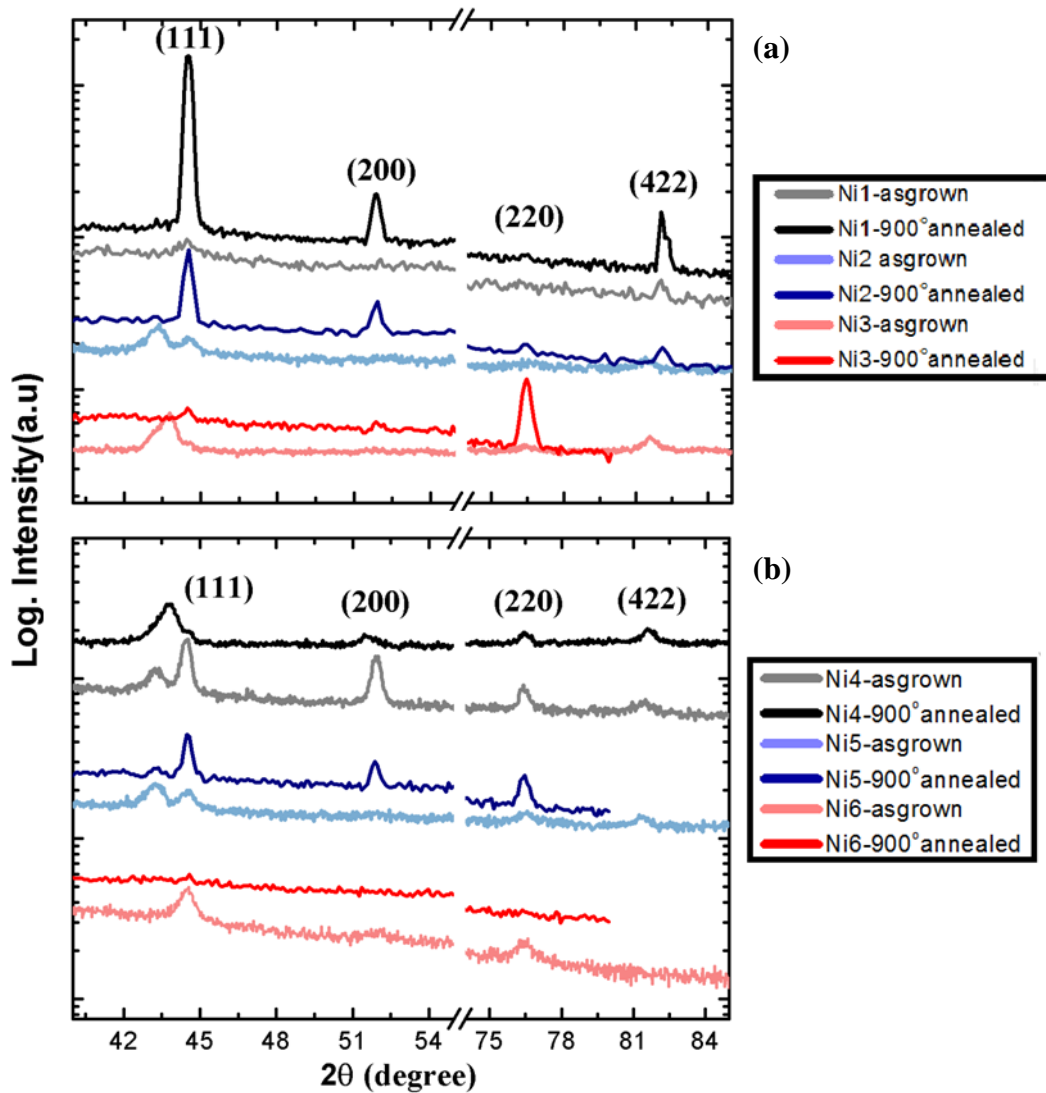 (a)
(111)
(200)
(220)
(422)
Ni1-asgrown
Ni1-900°annealed
Ni2 asgrown
Ni2-900°annealed
Ni3-asgrown
Ni3-900°annealed
Log. Intensity(a.u)
(b)
(111)
(200)
(220)
(422)
Ni4-asgrown
Ni4-900°annealed
Ni5-asgrown
Ni5-900°annealed
Ni6-asgrown
Ni6-900°annealed
42 45 48 51 54 75 78 81 84
2θ (degree)